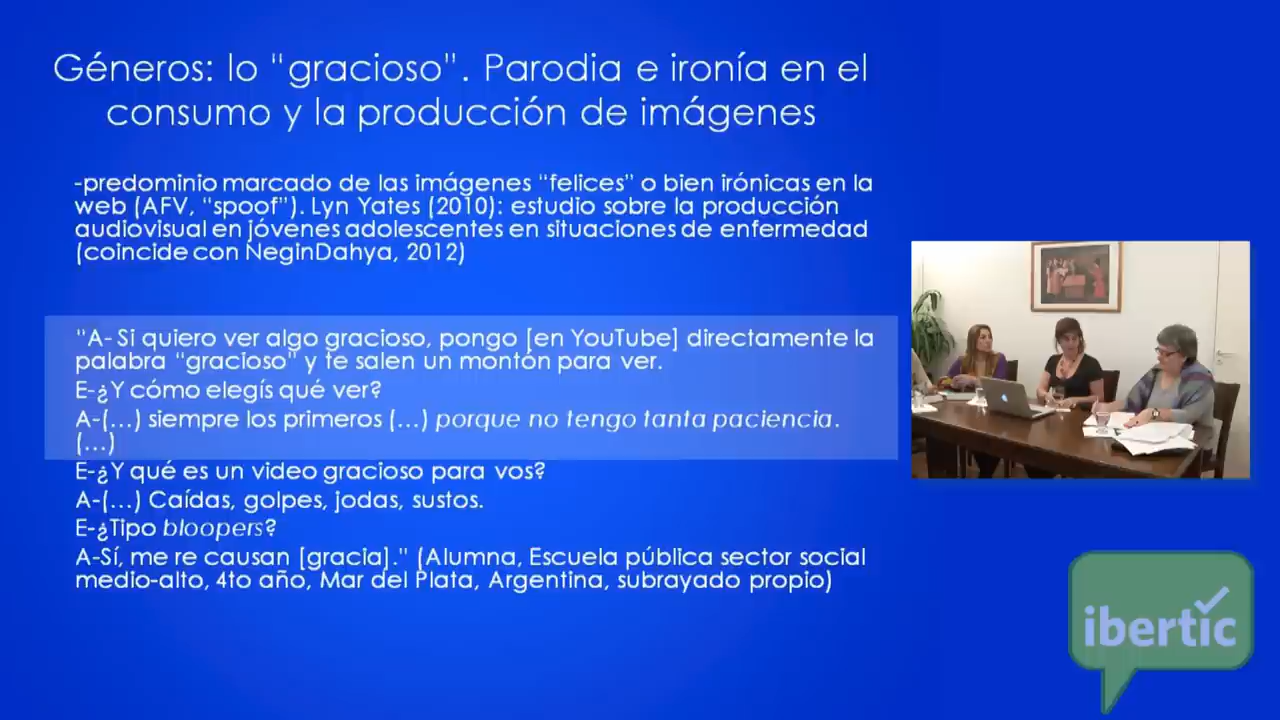 Géneros: lo "gracioso". Parodia e ironía en el
consumo y la producción de imágenes
-predominio marcado de las imágenes "felices" o bien irónicas en la
web (AFV, "spoof"). Lyn Yates (2010): estudio sobre la producción
audiovisual en jóvenes adolescentes en situaciones de enfermedad
(coincide con NeginDahya, 2012)
"A- Si quiero ver algo gracioso, pongo [en YouTube] directamente la
palabra "gracioso" y te salen un montón para ver.
E-¿Y cómo elegís qué ver?
A-(...) siempre los primeros (...) porque no tengo tanta paciencia.
(...)
E-¿Y qué es un video gracioso para vos?
A-(...) Caídas, golpes, jodas, sustos.
E-¿Tipo bloopers?
A-Sí, me re causan [gracia]." (Alumna, Escuela pública sector social
medio-alto, 4to año, Mar del Plata, Argentina, subrayado propio)
ibertic